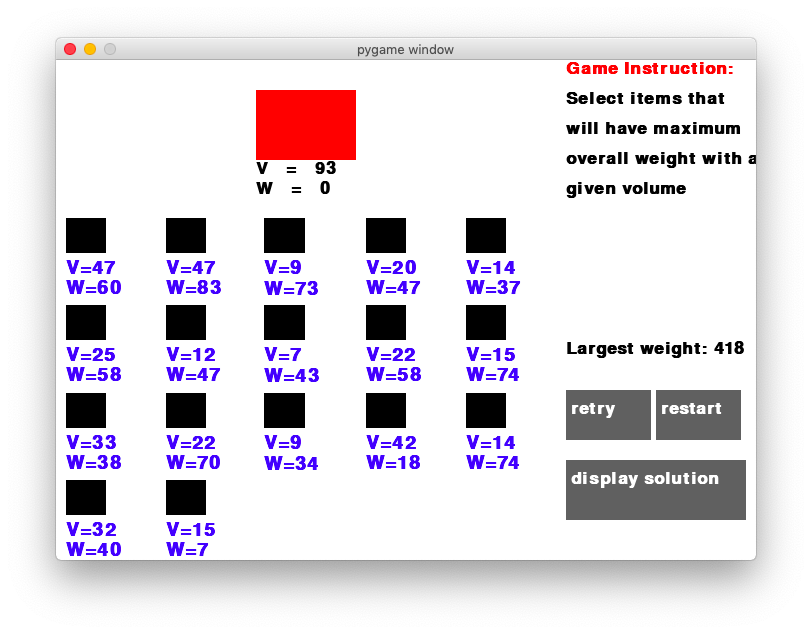 pygame window
Game Instruction:
Select items that
will have maximum
overall weight with a
given volume
V = 93
W = 0
V=47 V=47 V=9 V=20 V=14
W=60 W=83 W=73 W=47 W=37
V=25 V=12 V=7 V=22 V=15
W=58 W=47 W=43 W=58 W=74
Largest weight: 418
retry restart
V=33 V=22 V=9 V=42 V=14
W=38 W=70 W=34 W=18 W=74
display solution
V=32 V=15
W=40 W=7